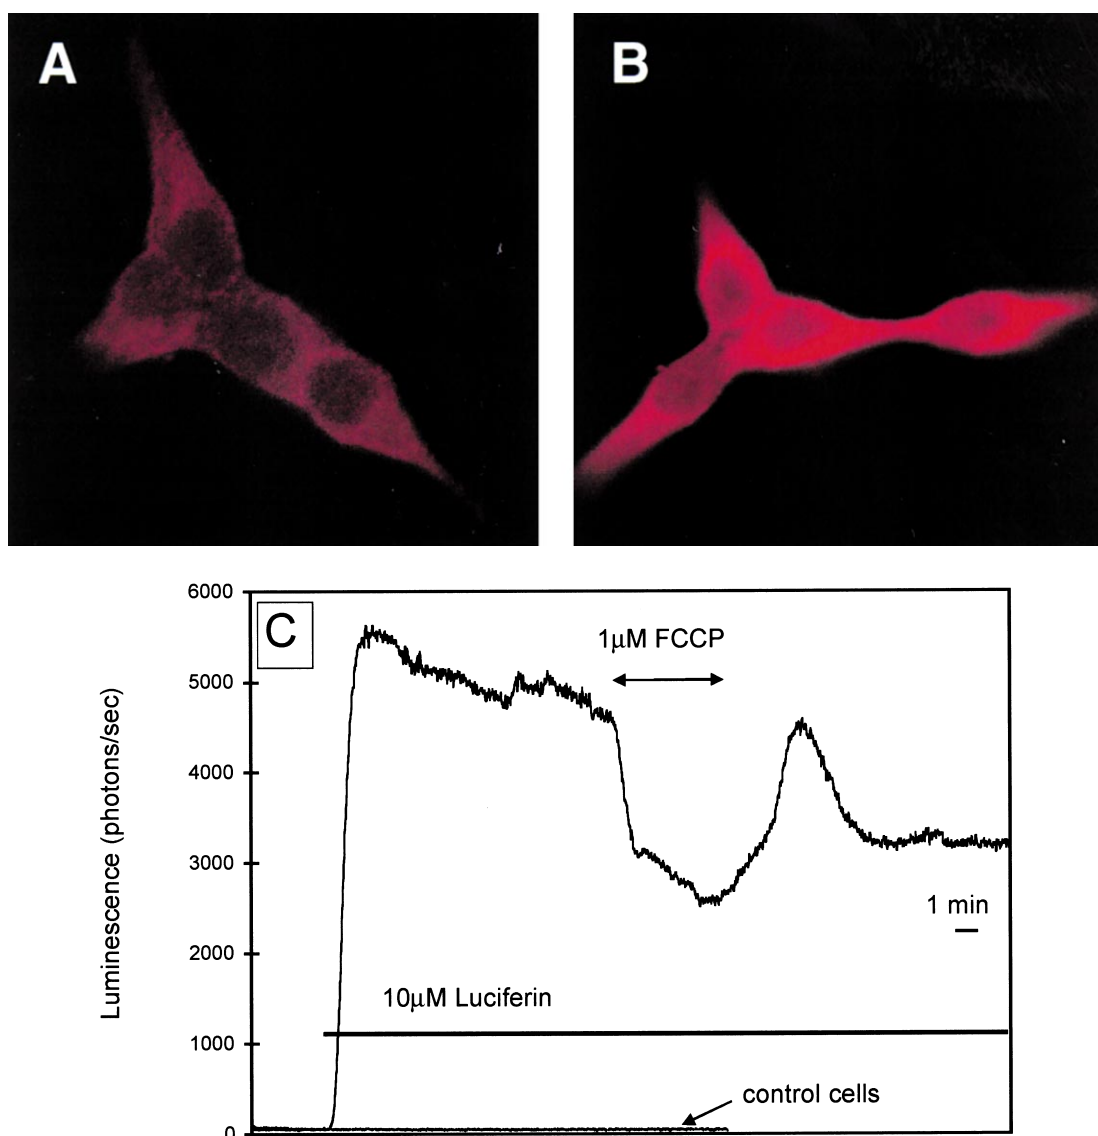 A
B
C
6000
5000
4000
3000
2000
1000
0
Luminescence (photons/sec)
1μM FCCP
1 min
10μM Luciferin
control cells